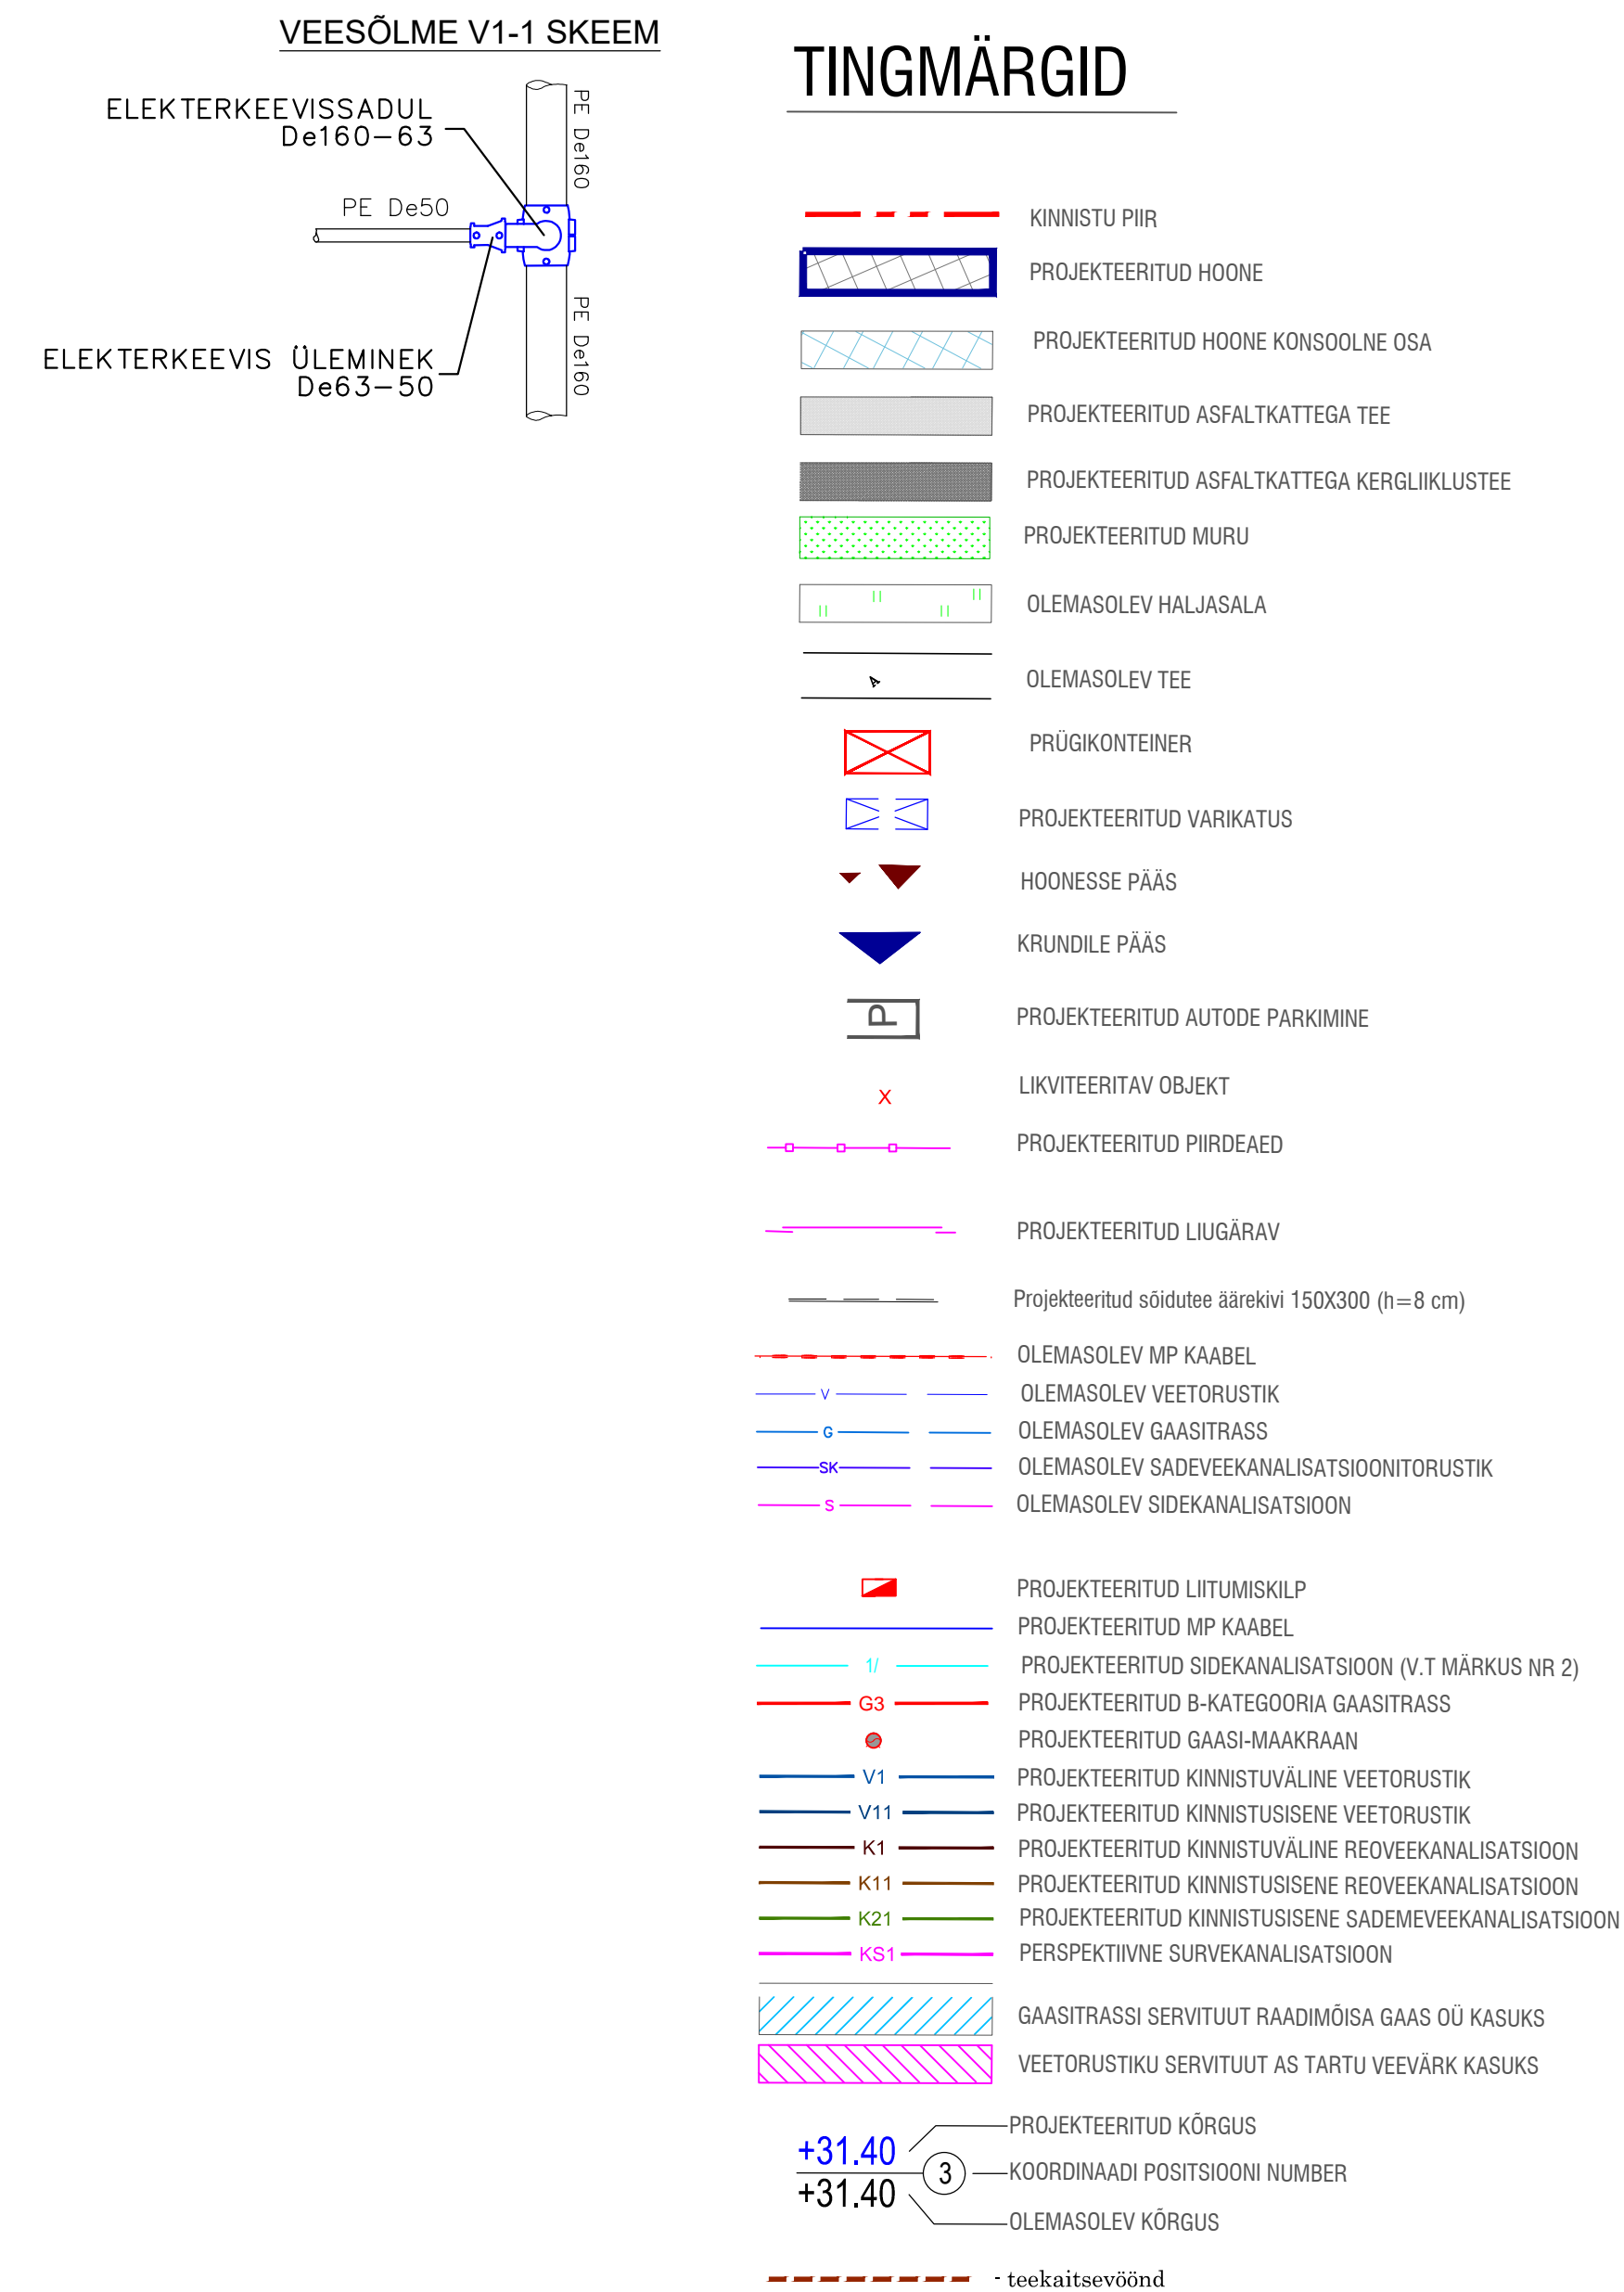 VEESÕLME V1-1 SKEEM
ELEKTERKEEVISSADUL
De160-63
PE De160
PE De50
PE De160
ELEKTERKEEVIS ÜLEMINEK
De63-50
TINGMÄRGID
KINNISTU PIIR
PROJEKTEERITUD HOONE
PROJEKTEERITUD HOONE KONSOOLNE OSA
PROJEKTEERITUD ASFALTKATTEGA TEE
PROJEKTEERITUD ASFALTKATTEGA KERGLIIKLUSTEE
PROJEKTEERITUD MURU
OLEMASOLEV HALJASALA
A OLEMASOLEV TEE
PRÜGIKONTEINER
PROJEKTEERITUD VARIKATUS
HOONESSE PÄÄS
KRUNDILE PÄÄS
P PROJEKTEERITUD AUTODE PARKIMINE
X LIKVITEERITAV OBJEKT
PROJEKTEERITUD PIIRDEAED
PROJEKTEERITUD LIUGÄRAV
Projekteeritud sõidutee äärekivi 150X300 (h=8 cm)
OLEMASOLEV MP KAABEL
V OLEMASOLEV VEETORUSTIK
G OLEMASOLEV GAASITRASS
SK OLEMASOLEV SADEVEEKANALISATSIOONITORUSTIK
S OLEMASOLEV SIDEKANALISATSIOON
PROJEKTEERITUD LIITUMISKILP
PROJEKTEERITUD MP KAABEL
1/ PROJEKTEERITUD SIDEKANALISATSIOON (V.T MÄRKUS NR 2)
G3 PROJEKTEERITUD B-KATEGOORIA GAASITRASS
PROJEKTEERITUD GAASI-MAAKRAAN
V1 PROJEKTEERITUD KINNISTUVÄLINE VEETORUSTIK
V11 PROJEKTEERITUD KINNISTUSISENE VEETORUSTIK
K1 PROJEKTEERITUD KINNISTUVÄLINE REOVEEKANALISATSIOON
K11 PROJEKTEERITUD KINNISTUSISENE REOVEEKANALISATSIOON
K21 PROJEKTEERITUD KINNISTUSISENE SADEMEVEEKANALISATSIOON
KS1 PERSPEKTIIVNE SURVEKANALISATSIOON
GAASITRASSI SERVITUUT RAADIMÕISA GAAS OÜ KASUKS
VEETORUSTIKU SERVITUUT AS TARTU VEEVÄRK KASUKS
PROJEKTEERITUD KÕRGUS
+31.40
3 KOORDINAADI POSITSIOONI NUMBER
+31.40
OLEMASOLEV KÕRGUS
- teekaitsevöönd